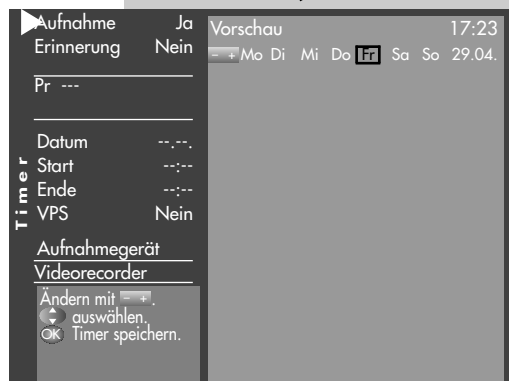 Timer
Aufnahme Ja
Erinnerung Nein
Pr ---
Datum --.--.
Start --:--
Ende --:--
VPS Nein
Aufnahmegerät
Videorecorder
Ändern mit - +.
auswählen.
OK Timer speichern.
Vorschau 17:23
- + Mo Di Mi Do Fr Sa So 29.04.